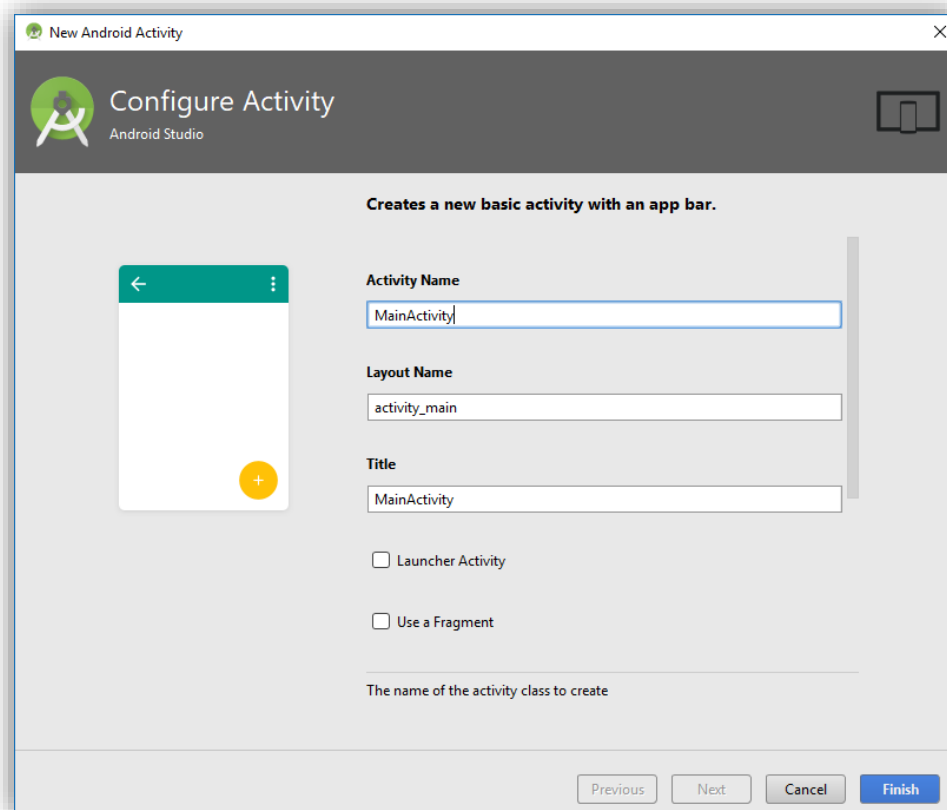 New Android Activity
Configure Activity
Android Studio
Creates a new basic activity with an app bar.
Activity Name
MainActivity
Layout Name
activity_main
Title
MainActivity
Launcher Activity
Use a Fragment
The name of the activity class to create
Previous Next Cancel Finish